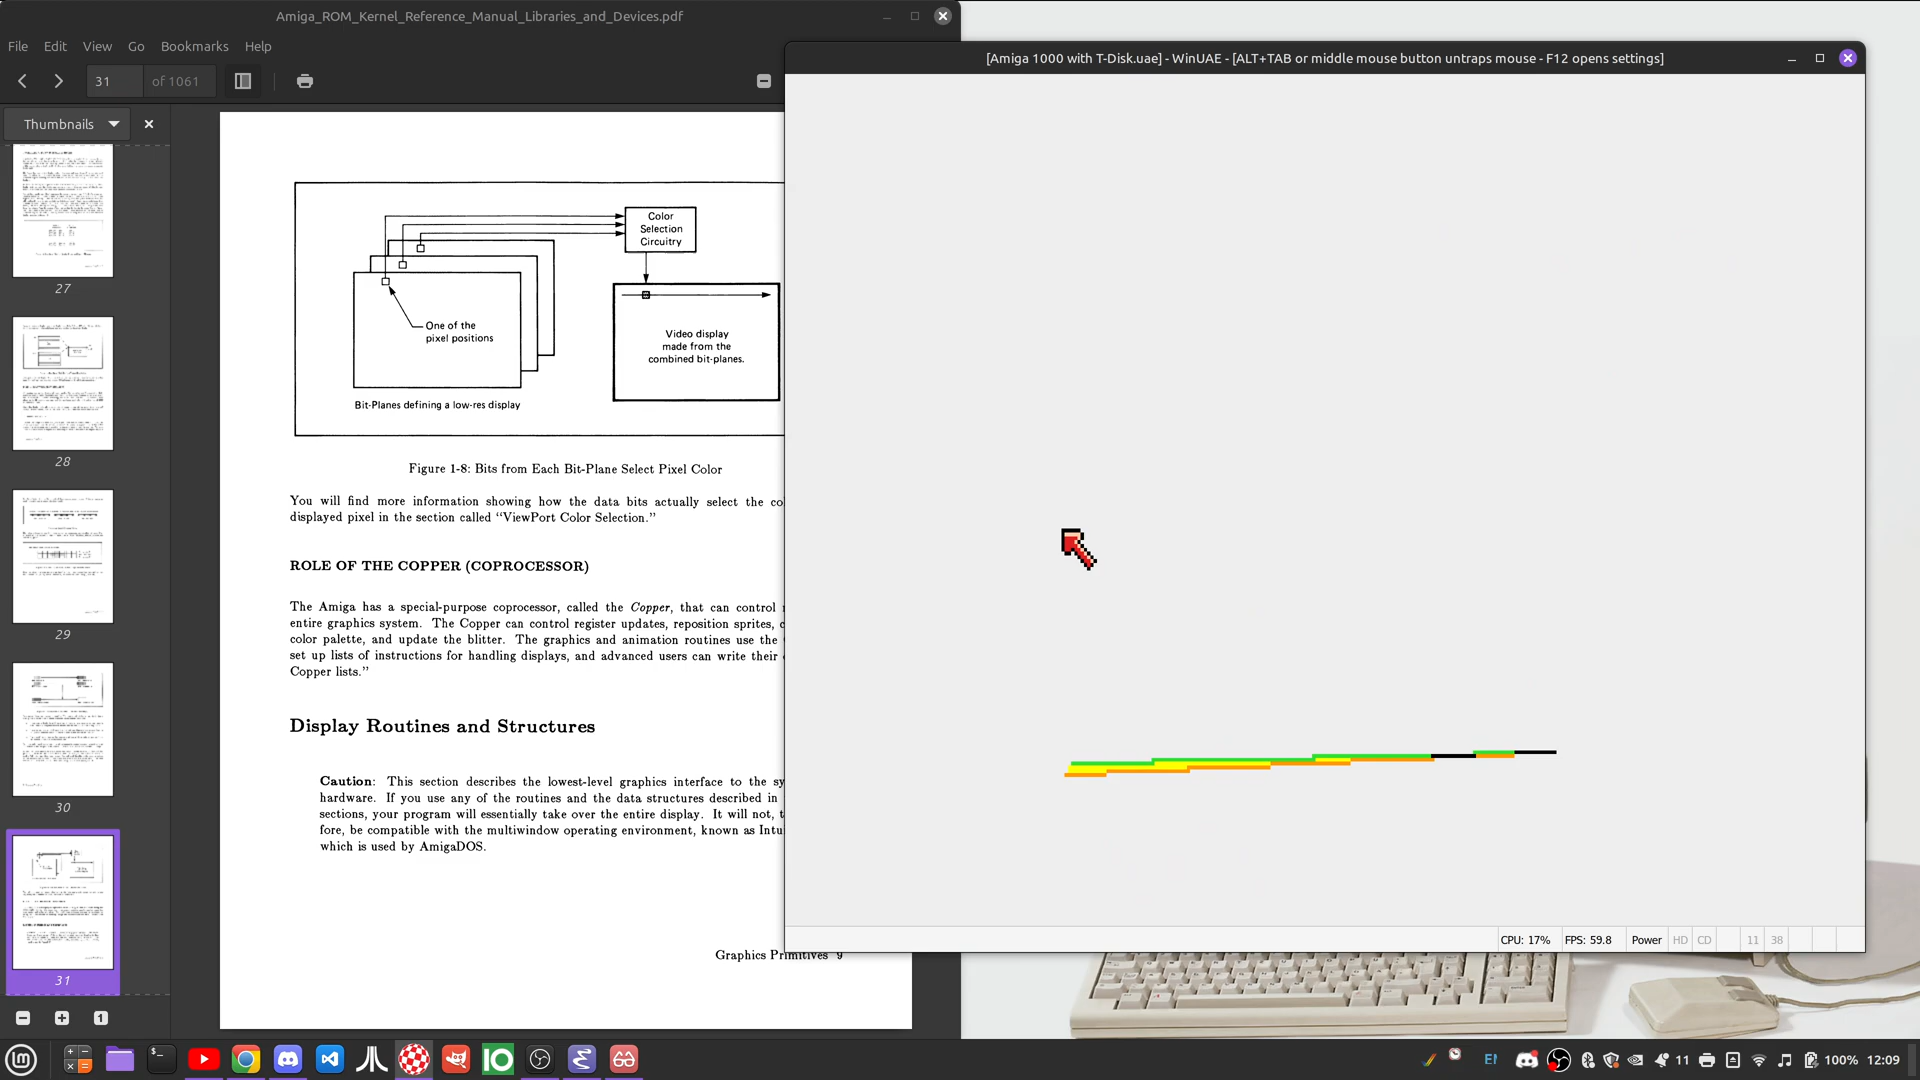 Amiga_ROM_Kernel_Reference_Manual_Libraries_and_Devices.pdf
File Edit View Go Bookmarks Help
31 of 1061
Thumbnails
27
28
29
30
31
Color
Selection
Circuitry
One of the
pixel positions
Video display
made from the
combined bit-planes.
Bit-Planes defining a low-res display
Figure 1-8: Bits from Each Bit-Plane Select Pixel Color
You will find more information showing how the data bits actually select the co
displayed pixel in the section called “ViewPort Color Selection.”
ROLE OF THE COPPER (COPROCESSOR)
The Amiga has a special-purpose coprocessor, called the Copper, that can control
entire graphics system. The Copper can control register updates, reposition sprites, c
color palette, and update the blitter. The graphics and animation routines use the
set up lists of instructions for handling displays, and advanced users can write their
Copper lists.”
Display Routines and Structures
Caution: This section describes the lowest-level graphics interface to the sy
hardware. If you use any of the routines and the data structures described in
sections, your program will essentially take over the entire display. It will not, t
fore, be compatible with the multiwindow operating environment, known as Intu
which is used by AmigaDOS.
Graphics Primitives 9
[Amiga 1000 with T-Disk.uae] - WinUAE - [ALT+TAB or middle mouse button untraps mouse - F12 opens settings]
CPU: 17% FPS: 59.8 Power HD CD 11 38
11 100% 12:09